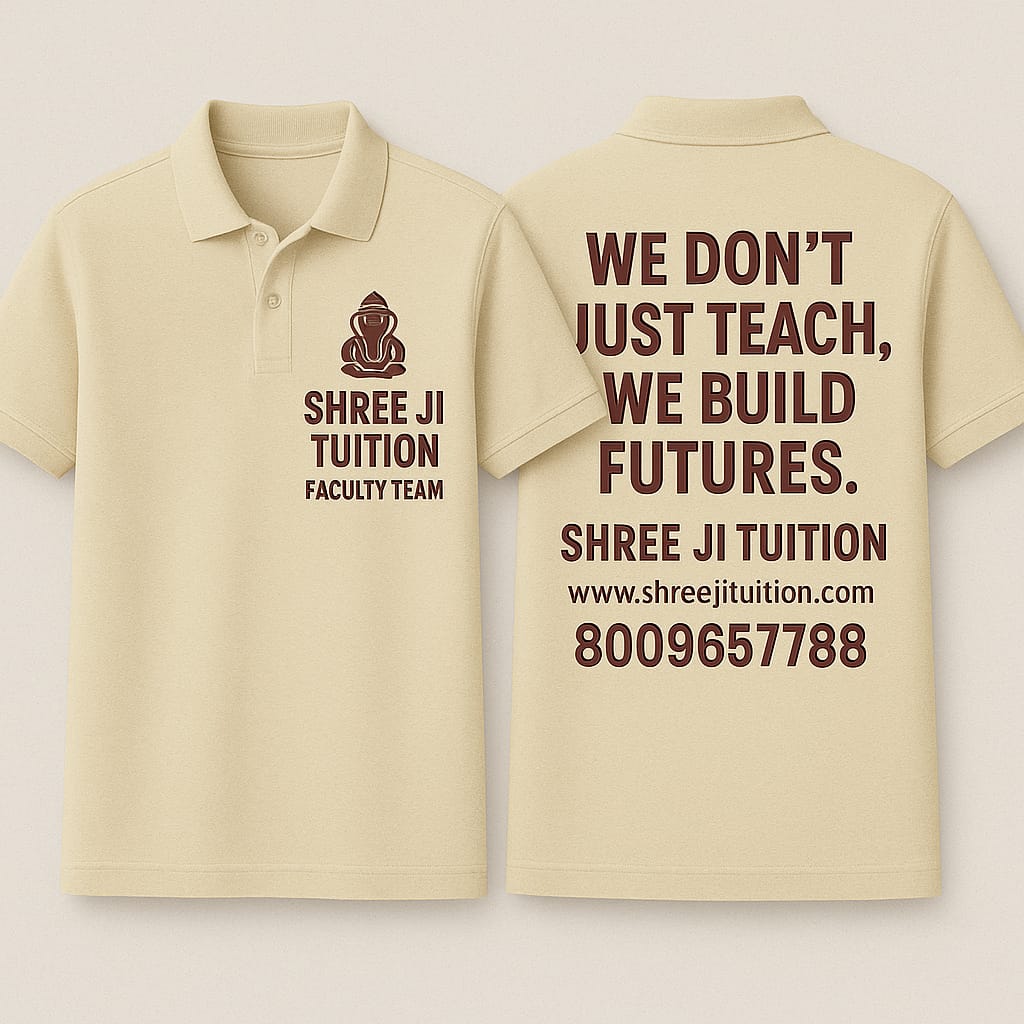 SHREE JI
TUITION
FACULTY TEAM
WE DON'T
JUST TEACH,
WE BUILD
FUTURES.
SHREE JI TUITION
www.shreejituition.com
8009657788